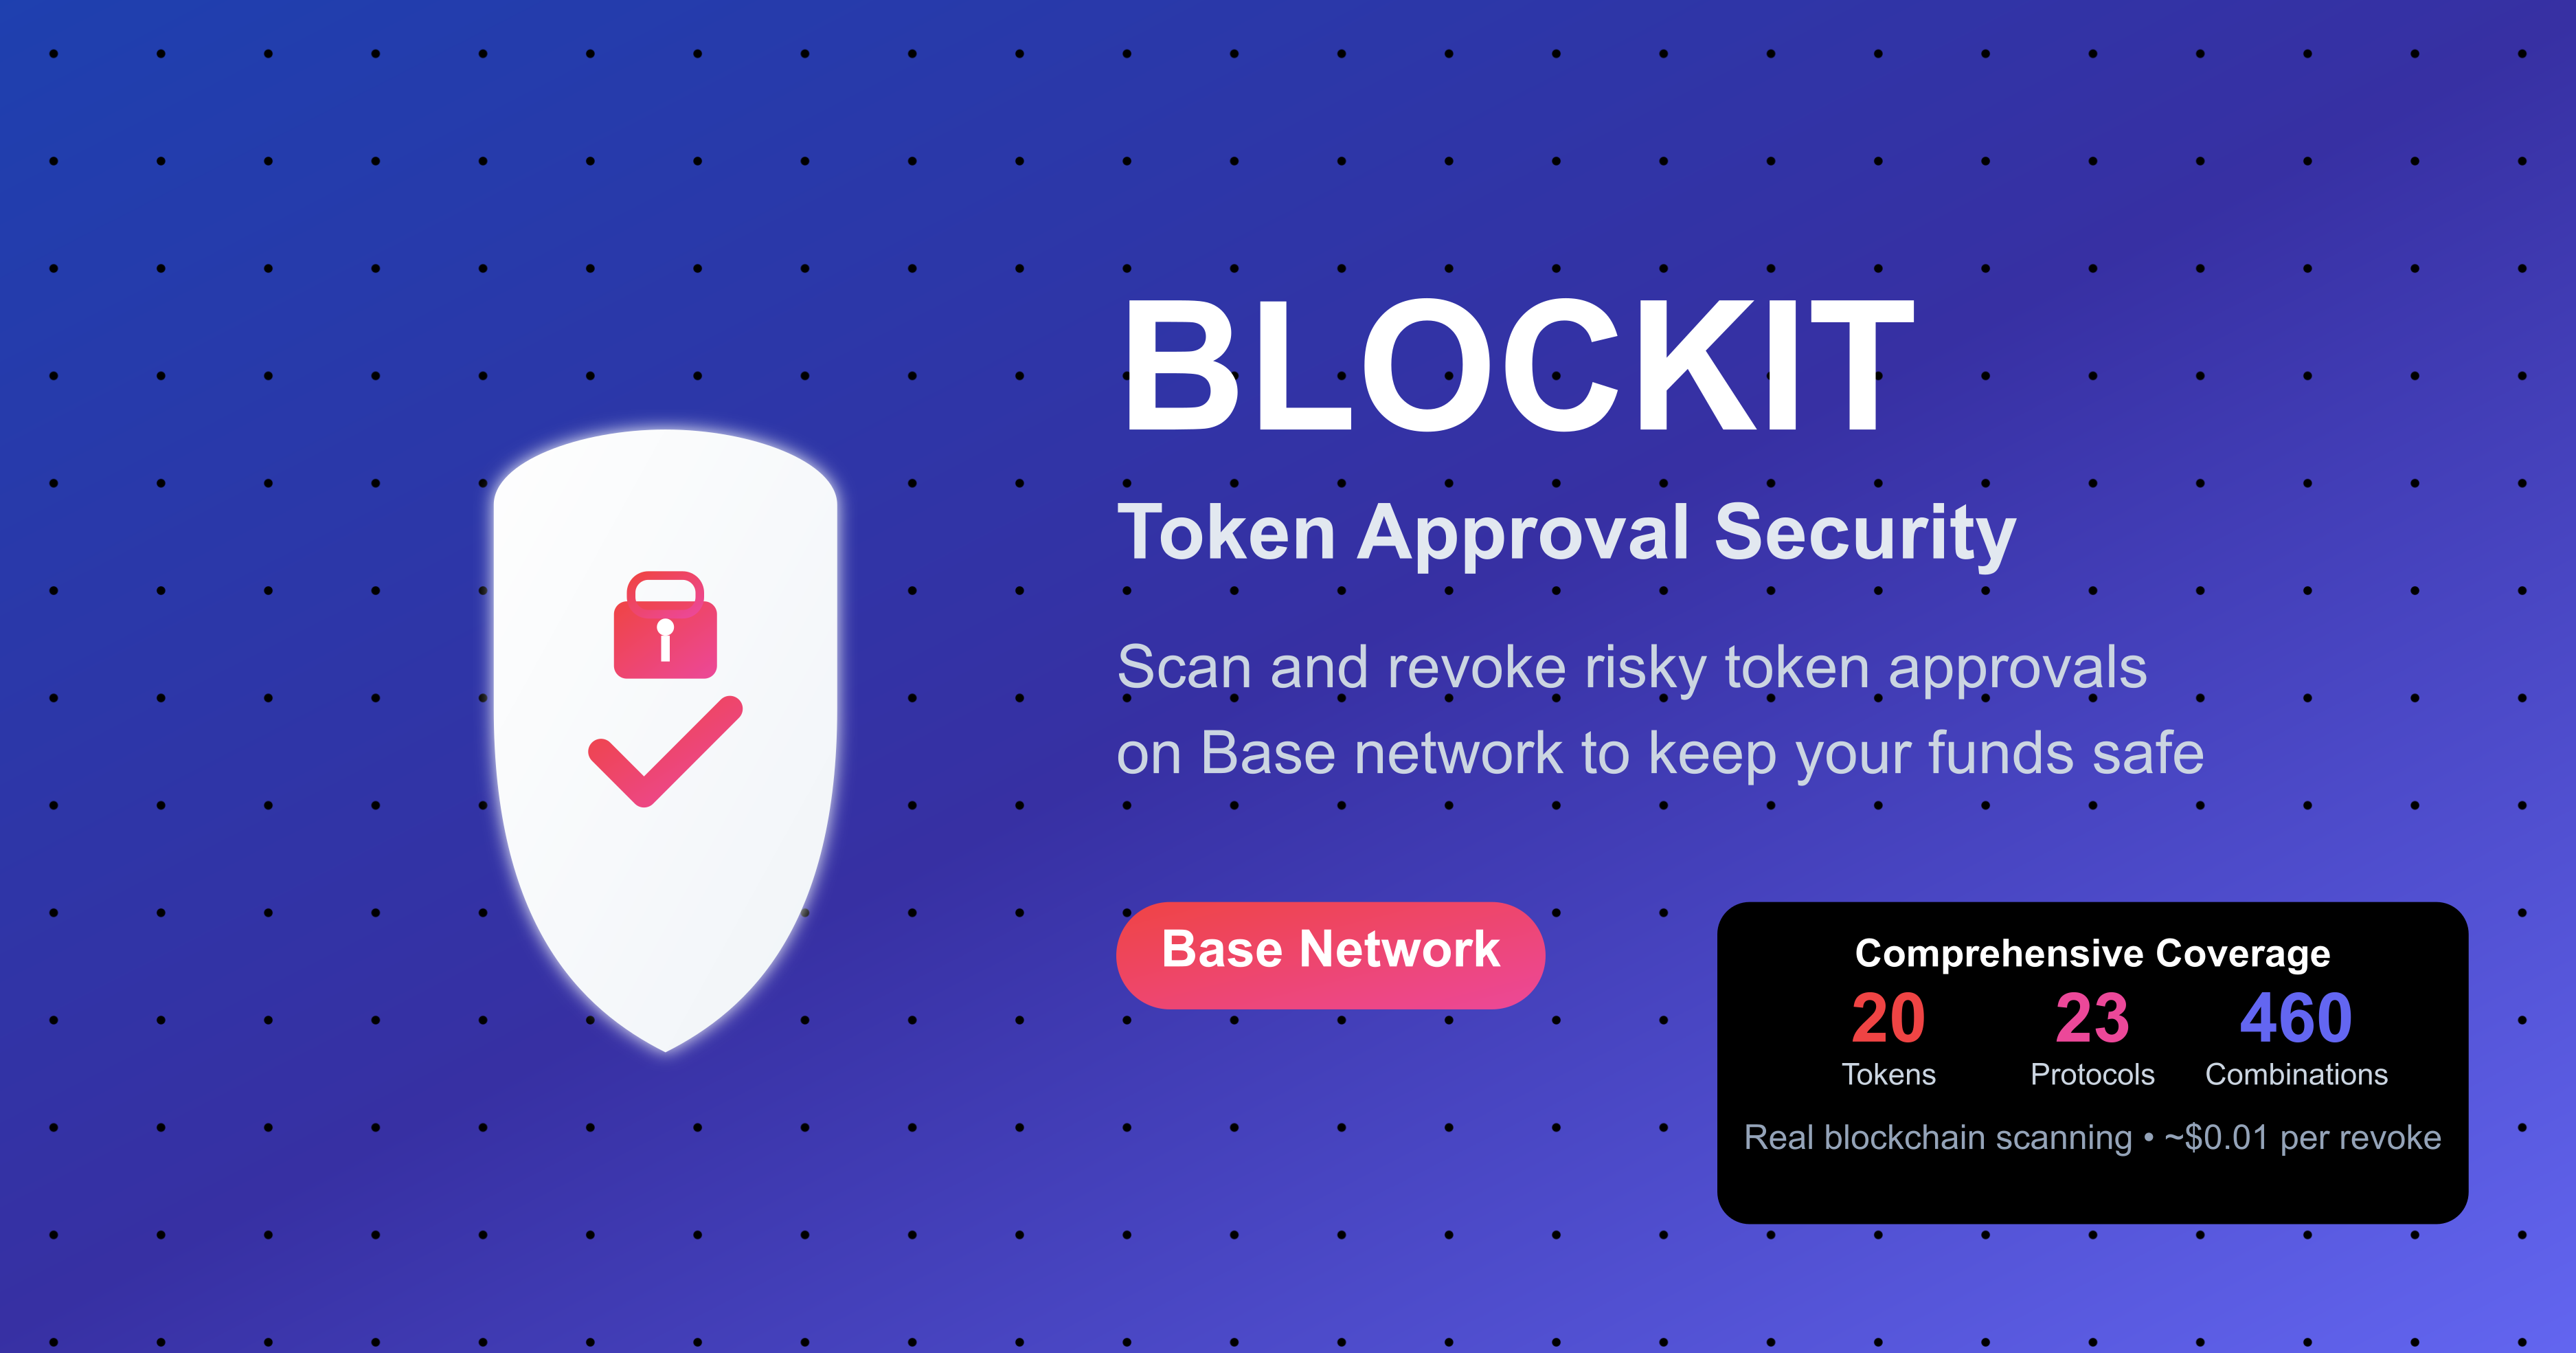 BLOCKIT
Token Approval Security
Scan and revoke risky token approvals
on Base network to keep your funds safe
Base Network
Comprehensive Coverage
20 23 460
Tokens Protocols Combinations
Real blockchain scanning • ~$0.01 per revoke